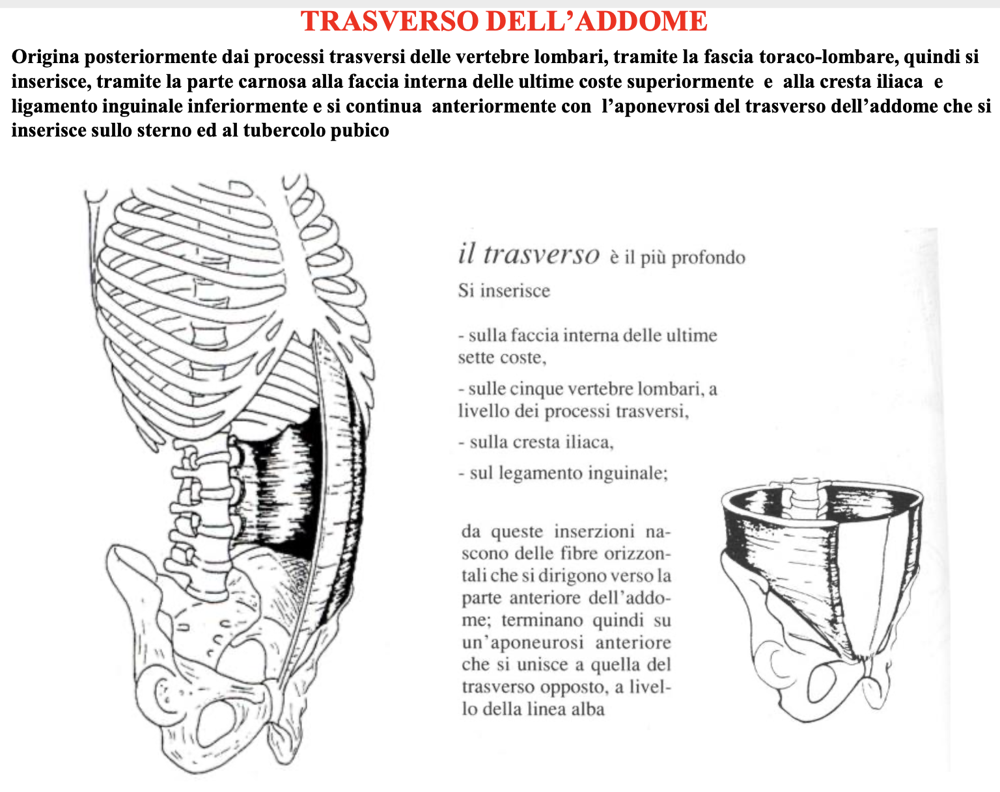 TRASVERSO DELL’ADDOME
Origina posteriormente dai processi trasversi delle vertebre lombari, tramite la fascia toraco-lombare, quindi si
inserisce, tramite la parte carnosa alla faccia interna delle ultime coste superiormente e alla cresta iliaca e
ligamento inguinale inferiormente e si continua anteriormente con l’aponevrosi del trasverso dell’addome che si
inserisce sullo sterno ed al tubercolo pubico
il trasverso è il più profondo
Si inserisce
- sulla faccia interna delle ultime
sette coste,
- sulle cinque vertebre lombari, a
livello dei processi trasversi,
- sulla cresta iliaca,
- sul legamento inguinale;
da queste inserzioni na-
scono delle fibre orizzon-
tali che si dirigono verso la
parte anteriore dell’addo-
me; terminano quindi su
un’aponeurosi anteriore
che si unisce a quella del
trasverso opposto, a livel-
lo della linea alba